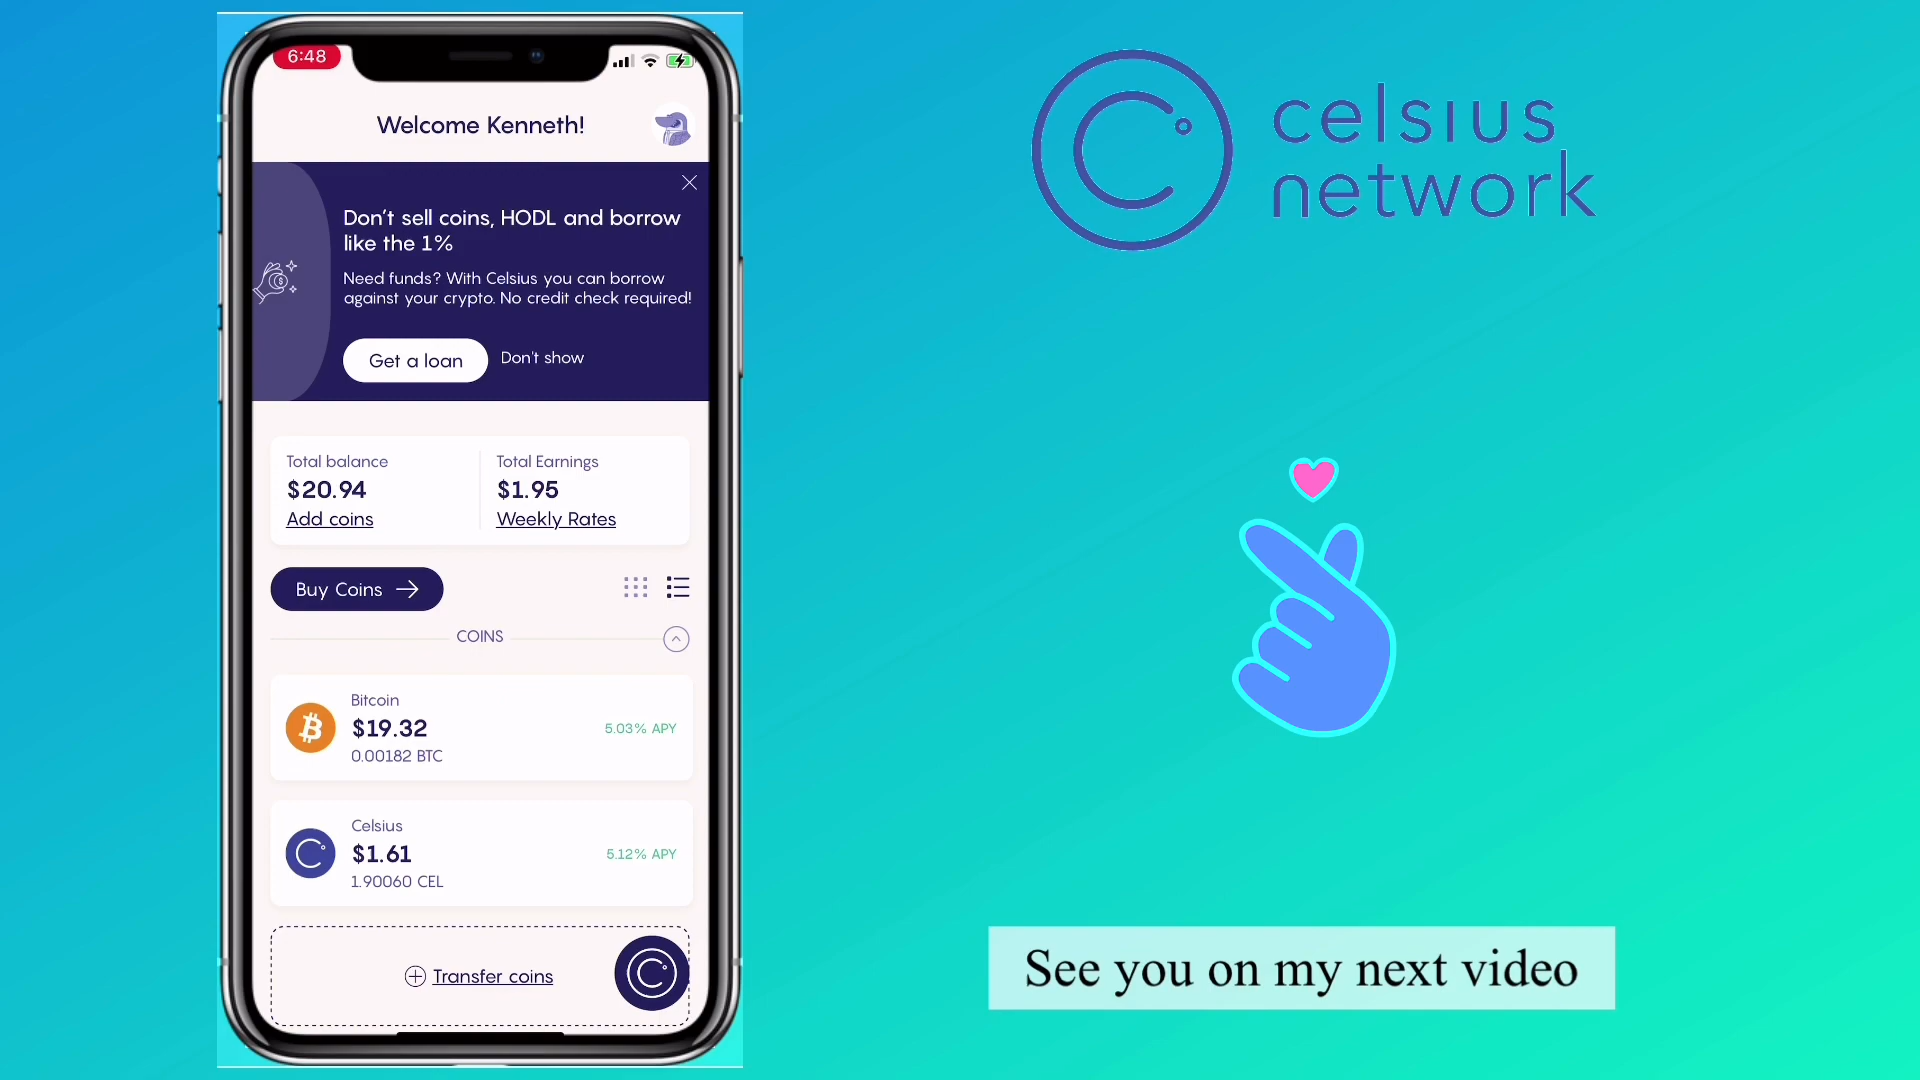 6:48
Welcome Kenneth!
Don't sell coins, HODL and borrow
like the 1%
Need funds? With Celsius you can borrow
against your crypto. No credit check required!
Get a loan
Don't show
Total balance
$20.94
Add coins
Total Earnings
$1.95
Weekly Rates
Buy Coins
COINS
Bitcoin
$19.32
0.00182 BTC
5.03% APY
Celsius
$1.61
1.90060 CEL
5.12% APY
Transfer coins
celsius
network
See you on my next video